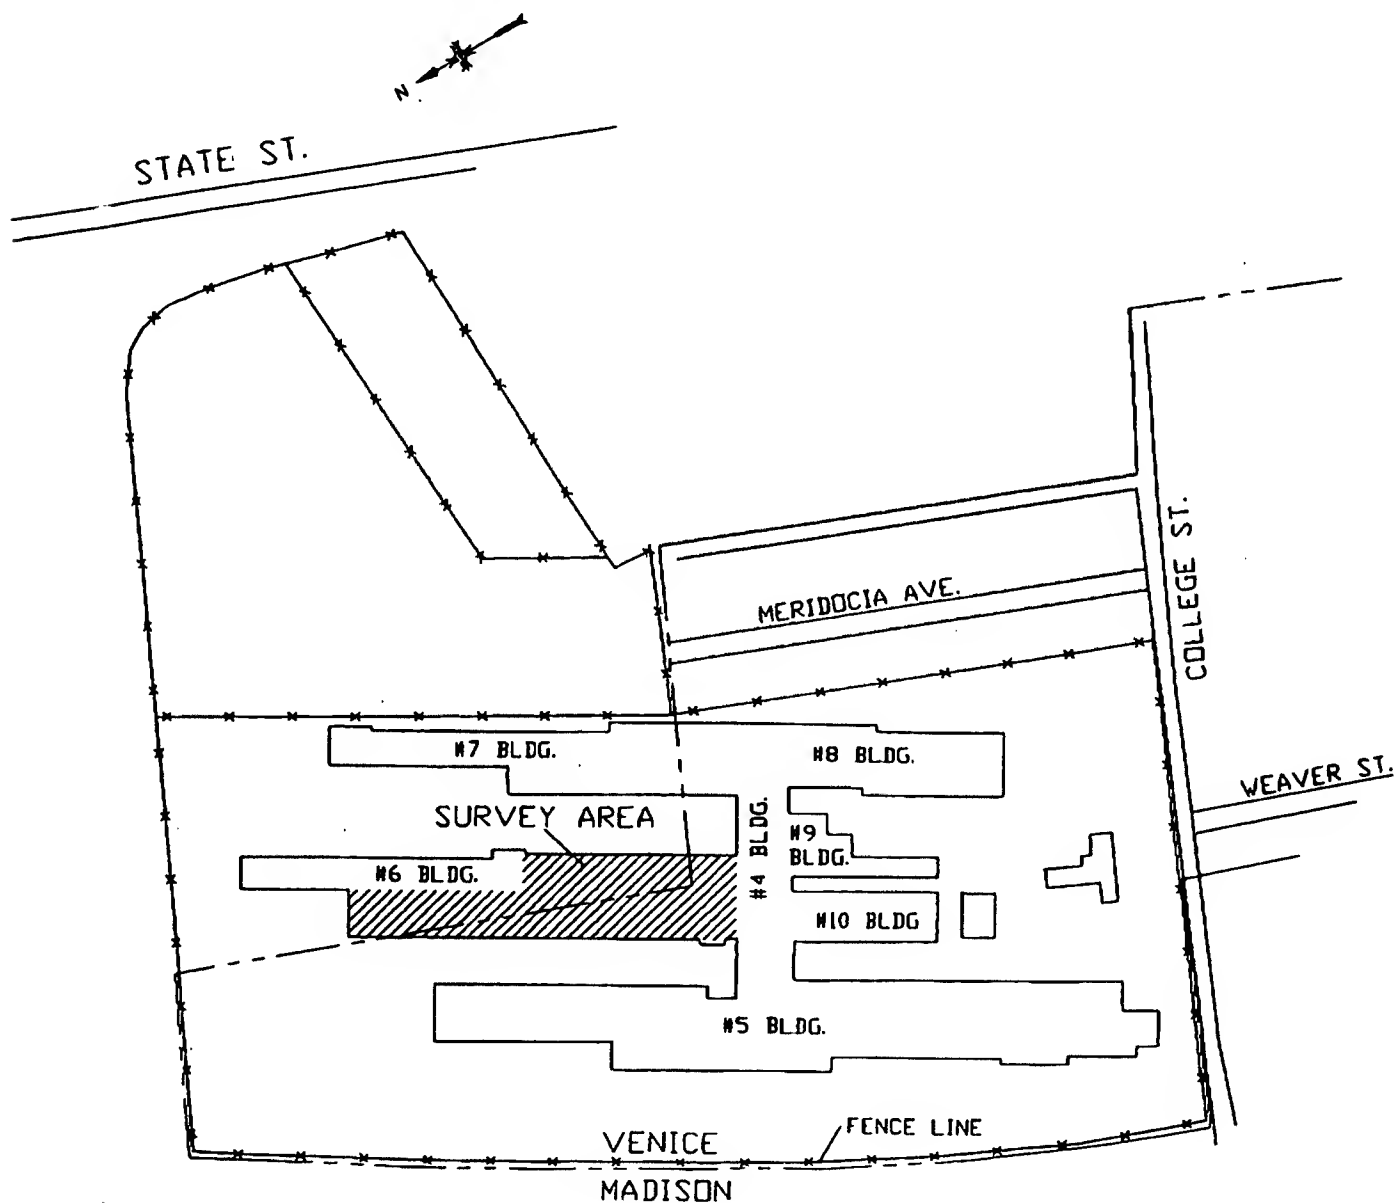 N
STATE ST.
MERIDOCIA AVE.
COLLEGE ST.
WEAVER ST.
#7 BLDG.
#8 BLDG.
SURVEY AREA
#4 BLDG.
#9
BLDG.
#6 BLDG.
#10 BLDG
#5 BLDG.
FENCE LINE
VENICE
MADISON